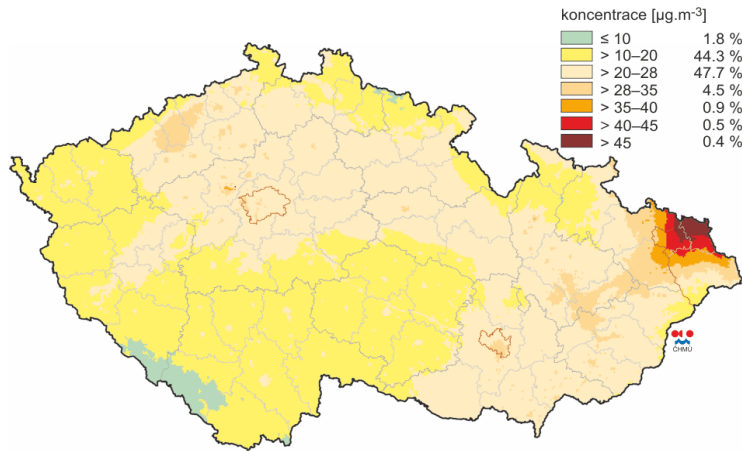 koncentrace [µg.m-3]
≤ 10 1.8 %
> 10–20 44.3 %
> 20–28 47.7 %
> 28–35 4.5 %
> 35–40 0.9 %
> 40–45 0.5 %
> 45 0.4 %
ČHMÚ